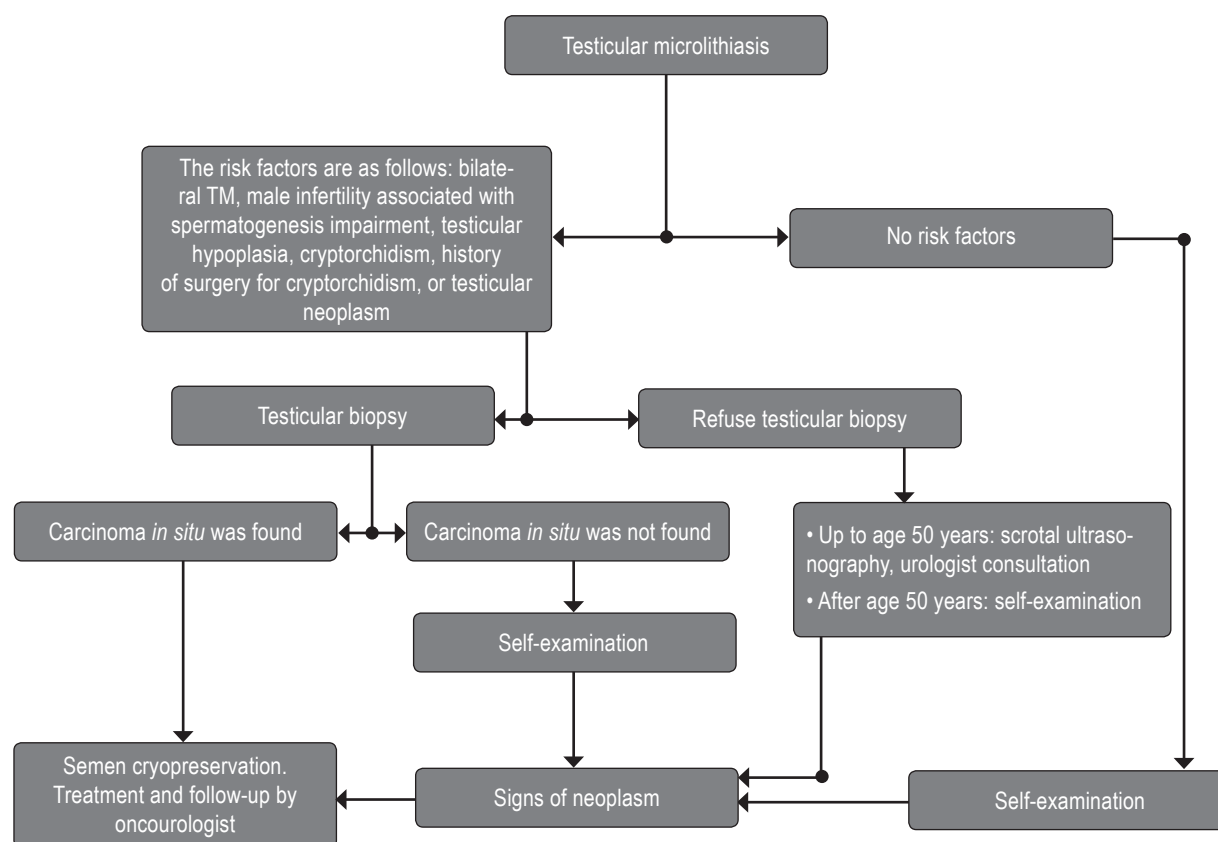 Testicular microlithiasis
The risk factors are as follows: bilate-
ral TM, male infertility associated with
spermatogenesis impairment, testicular
hypoplasia, cryptorchidism, history
of surgery for cryptorchidism, or testicular
neoplasm
No risk factors
Testicular biopsy
Refuse testicular biopsy
Carcinoma in situ was found
Carcinoma in situ was not found
• Up to age 50 years: scrotal ultraso-
nography, urologist consultation
• After age 50 years: self-examination
Self-examination
Semen cryopreservation.
Treatment and follow-up by
oncourologist
Signs of neoplasm
Self-examination